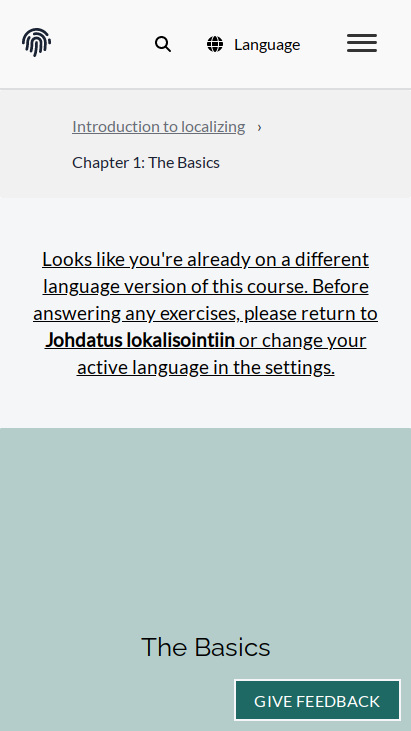 Language
Introduction to localizing ›
Chapter 1: The Basics
Looks like you're already on a different
language version of this course. Before
answering any exercises, please return to
Johdatus lokalisointiin or change your
active language in the settings.
The Basics
GIVE FEEDBACK